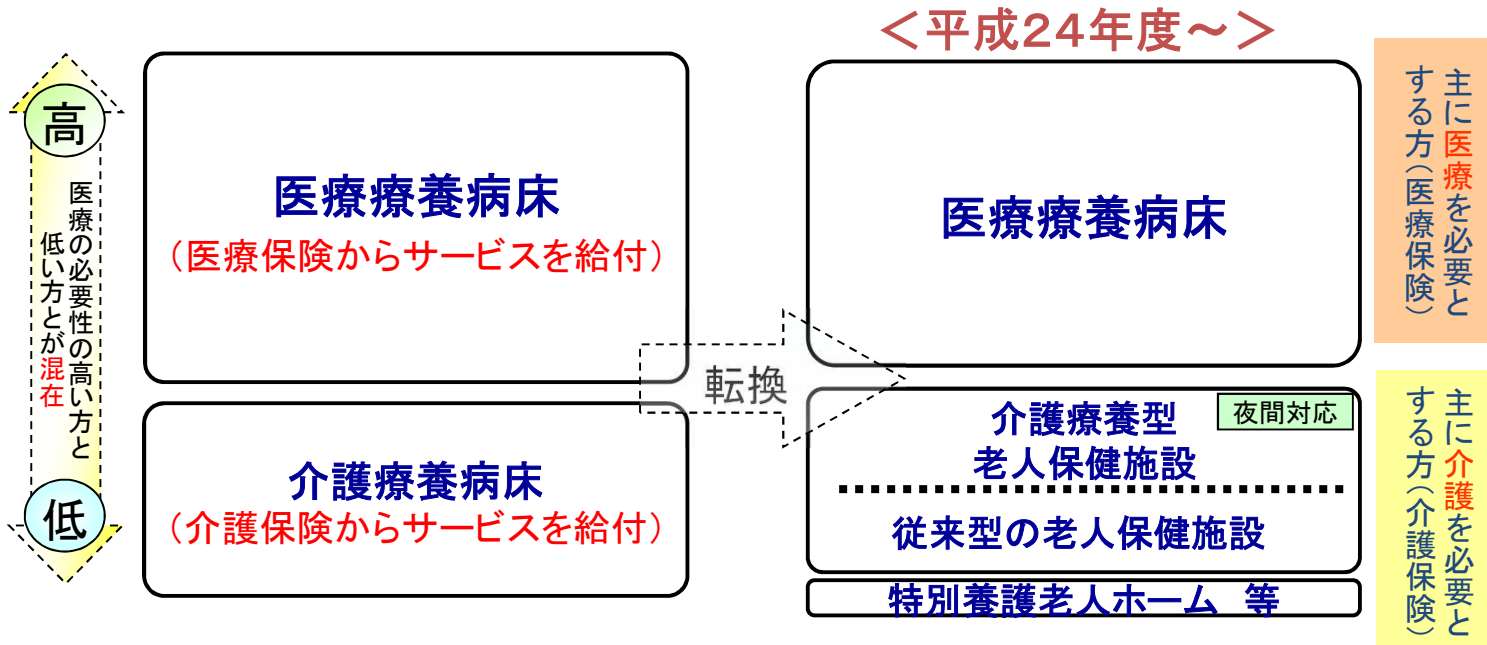 ＜平成２４年度～＞
高
医療の必要性の高い方と
低い方とが混在
低
医療療養病床
（医療保険からサービスを給付）
介護療養病床
（介護保険からサービスを給付）
転換
医療療養病床
介護療養型
老人保健施設
夜間対応
従来型の老人保健施設
特別養護老人ホーム 等
主に医療を必要と
する方（医療保険）
主に介護を必要と
する方（介護保険）